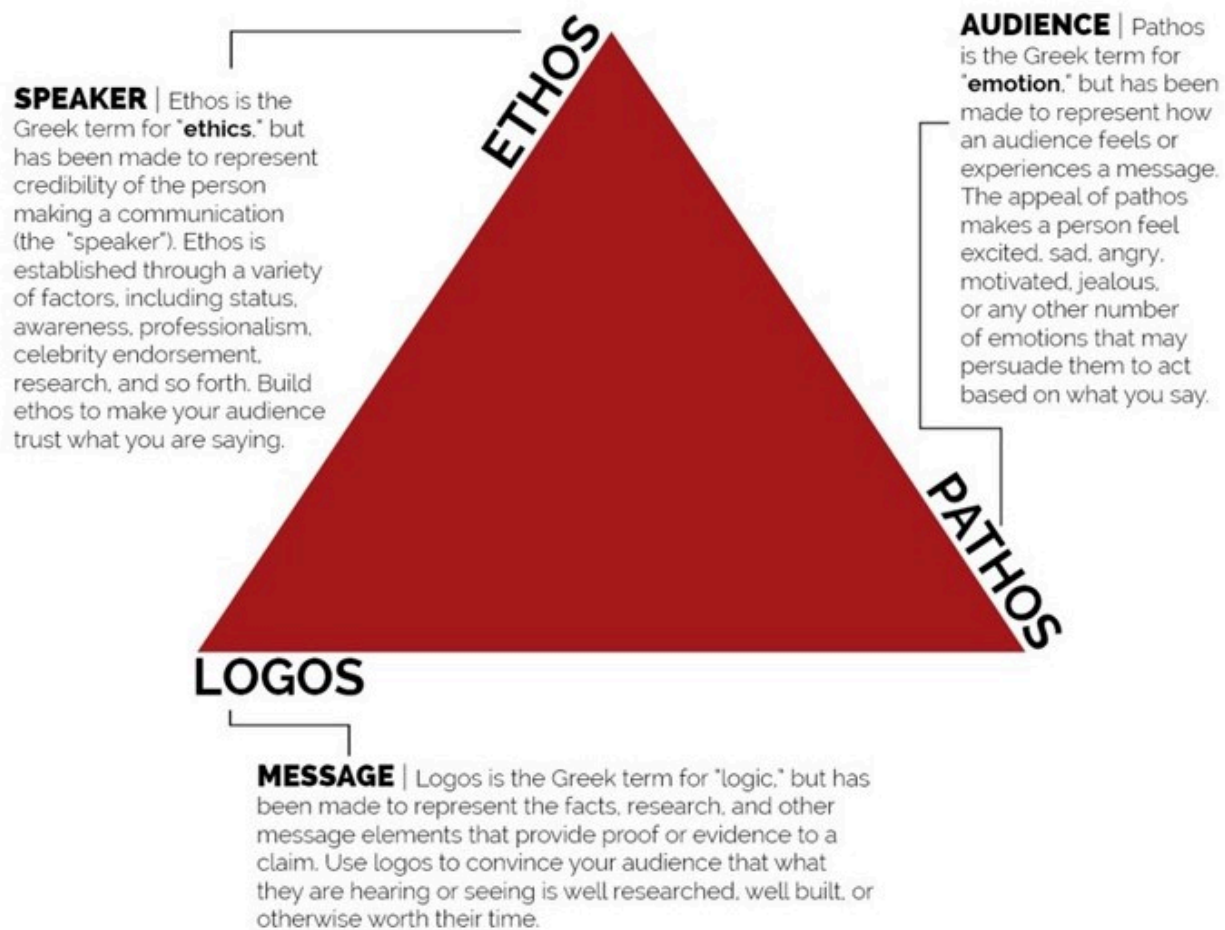 ETHOS
SPEAKER | Ethos is the
Greek term for "ethics," but
has been made to represent
credibility of the person
making a communication
(the "speaker"). Ethos is
established through a variety
of factors, including status,
awareness, professionalism,
celebrity endorsement,
research, and so forth. Build
ethos to make your audience
trust what you are saying.
AUDIENCE | Pathos
is the Greek term for
"emotion," but has been
made to represent how
an audience feels or
experiences a message.
The appeal of pathos
makes a person feel
excited, sad, angry,
motivated, jealous,
or any other number
of emotions that may
persuade them to act
based on what you say.
PATHOS
LOGOS
MESSAGE | Logos is the Greek term for "logic," but has
been made to represent the facts, research, and other
message elements that provide proof or evidence to a
claim. Use logos to convince your audience that what
they are hearing or seeing is well researched, well built, or
otherwise worth their time.